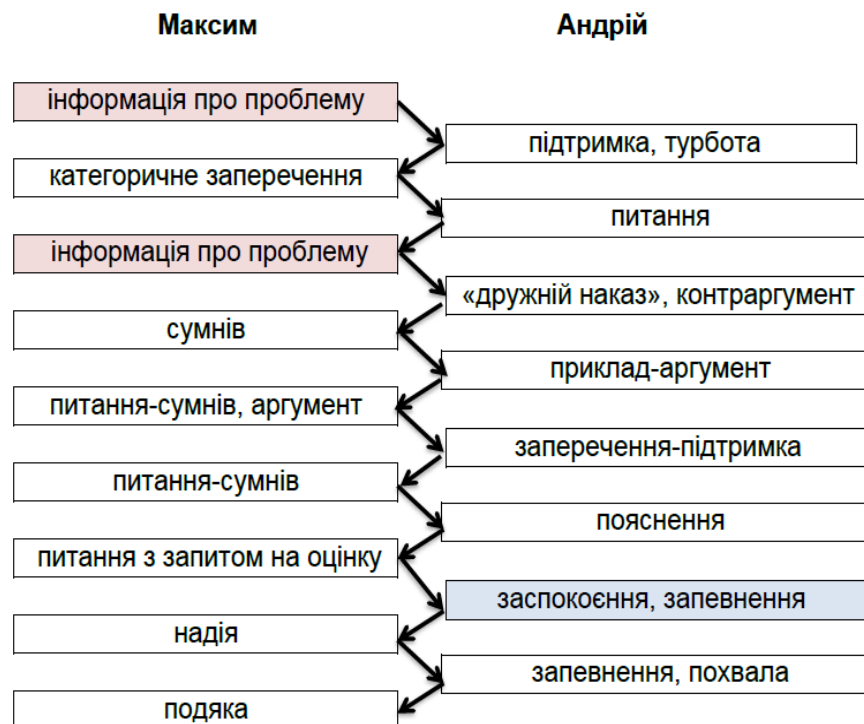 Максим
Андрій
інформація про проблему
підтримка, турбота
категоричне заперечення
питання
інформація про проблему
«дружній наказ», контраргумент
сумнів
приклад-аргумент
питання-сумнів, аргумент
заперечення-підтримка
питання-сумнів
пояснення
питання з запитом на оцінку
заспокоєння, запевнення
надія
запевнення, похвала
подяка